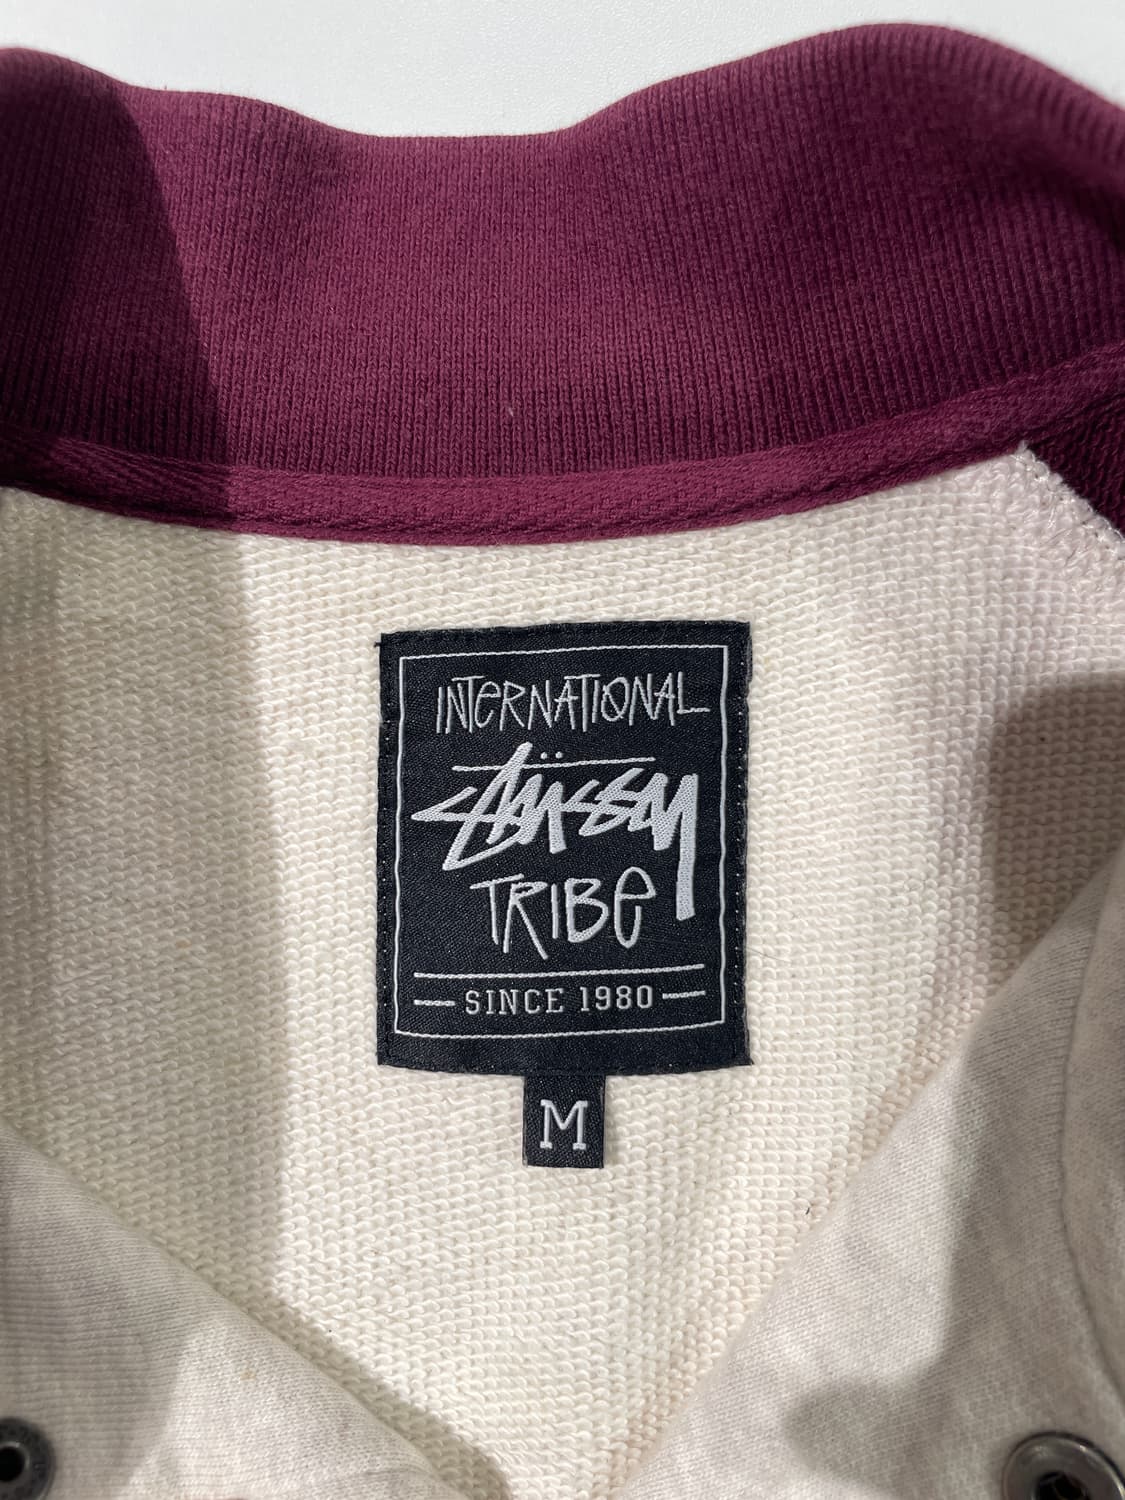 INTERNATIONAL
Stüssy
TRIBE
SINCE 1980
M